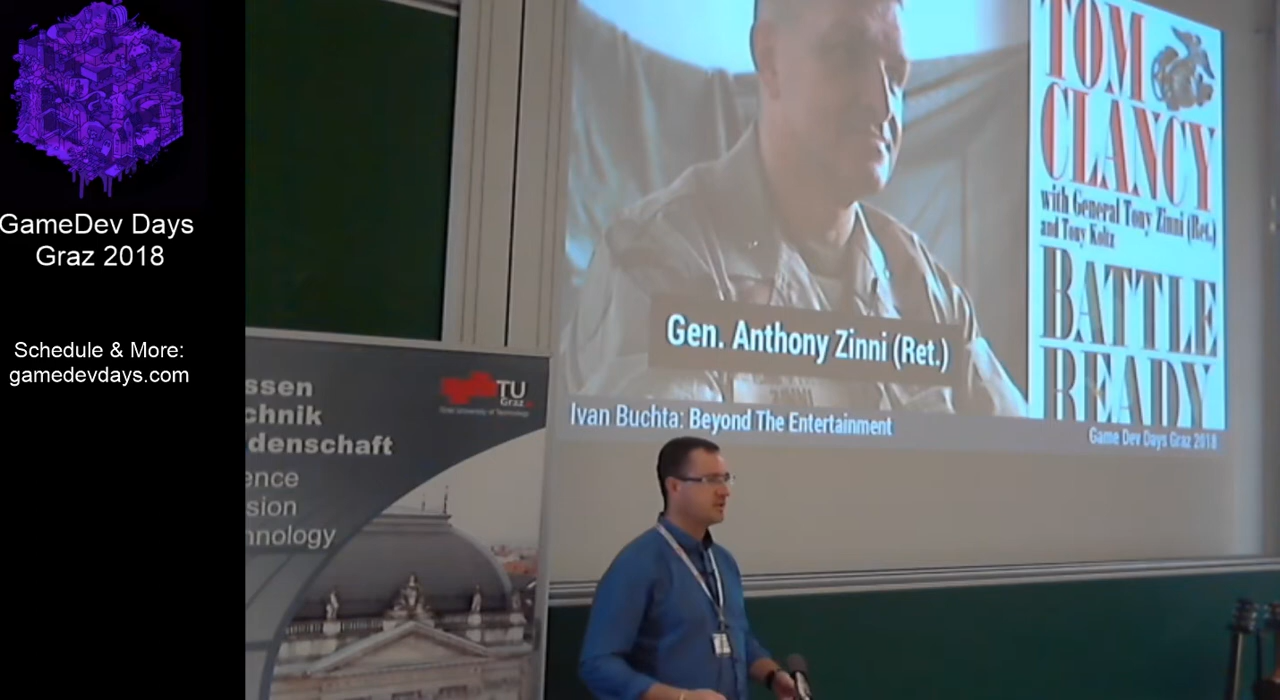 GameDev Days
Graz 2018
Schedule & More:
gamedevdays.com
ssen
chnik
denschaft
ence
sion
hnology
TU
Graz
TOM
CLANCY
with General Tony Zinni (Ret.)
and Tony Koltz
BATTLE
READY
Gen. Anthony Zinni (Ret.)
Ivan Buchta: Beyond The Entertainment
Game Dev Days Graz 2018